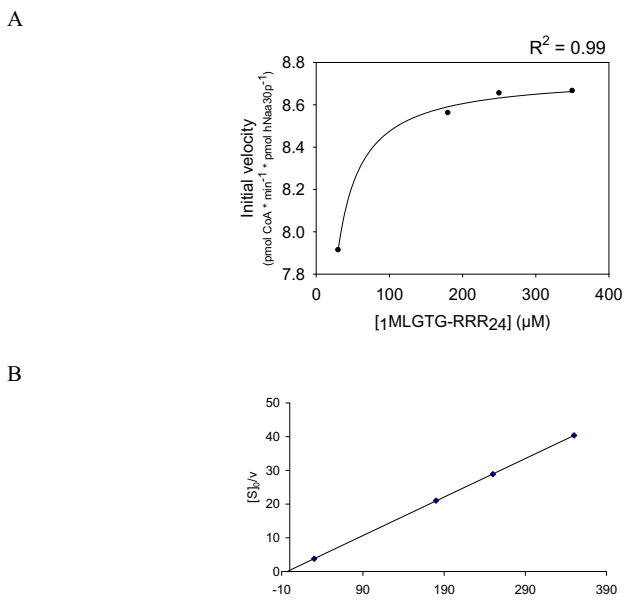 A
R2 = 0.99
8.8
8.6
8.4
8.2
8.0
7.8
Initial velocity
(pmol CoA * min-1 * pmol hNaa30p-1)
0 100 200 300 400
[1MLGTG-RRR24] (µM)
B
50
40
30
20
10
0
[S]0/v
-10 90 190 290 390